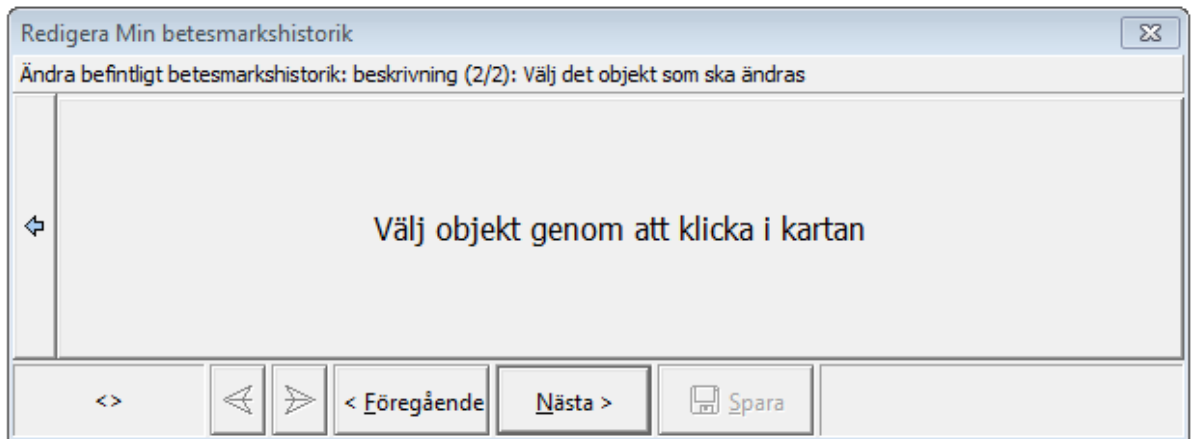 Redigera Min betesmarkshistorik
Ändra befintligt betesmarkshistorik: beskrivning (2/2): Välj det objekt som ska ändras
Välj objekt genom att klicka i kartan
<> < Föregående Nästa > Spara